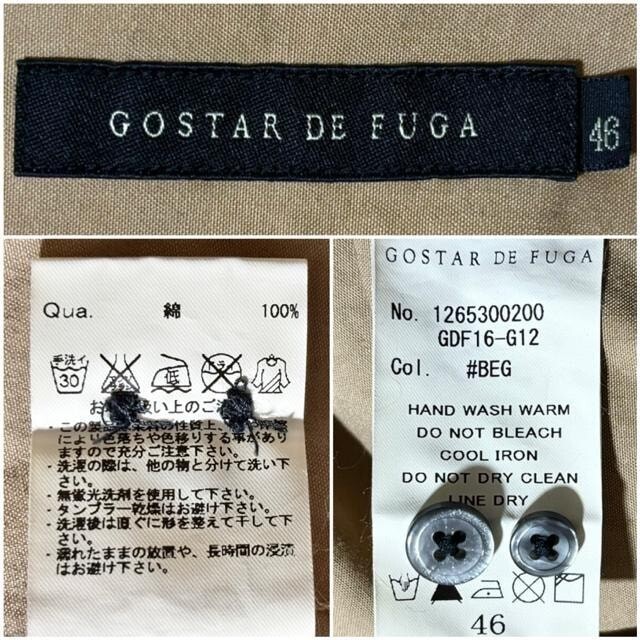 GOSTAR DE FUGA
46
Qua. 綿 100%
手洗イ
30
低
お
い上のご
により色落ちや色移りする事があり
ますので充分ご注意下さい。
・洗濯の際は、他の物と分けて洗い下
さい。
・無蛍光洗剤を使用して下さい。
・タンブラー乾燥はお避け下さい。
・洗濯後は直ぐに形を整えて干して下
さい。
・濡れたままの放置や、長時間の浸漬
はお避け下さい。
GOSTAR DE FUGA
No. 1265300200
GDF16-G12
Col. #BEG
HAND WASH WARM
DO NOT BLEACH
COOL IRON
DO NOT DRY CLEAN
LINE DRY
46